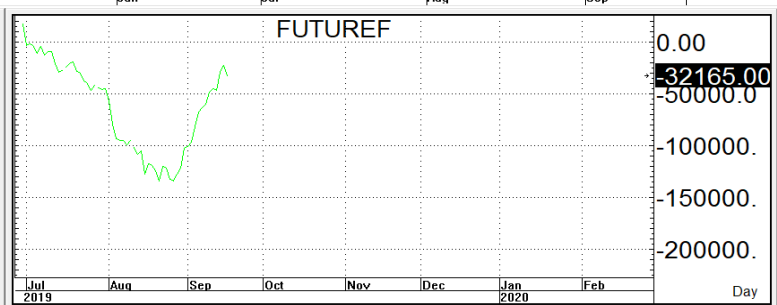 FUTUREF
0.00
-32165.00
-50000.0
-100000.
-150000.
-200000.
Jul Aug Sep Oct Nov Dec Jan Feb
2019 2020 Day